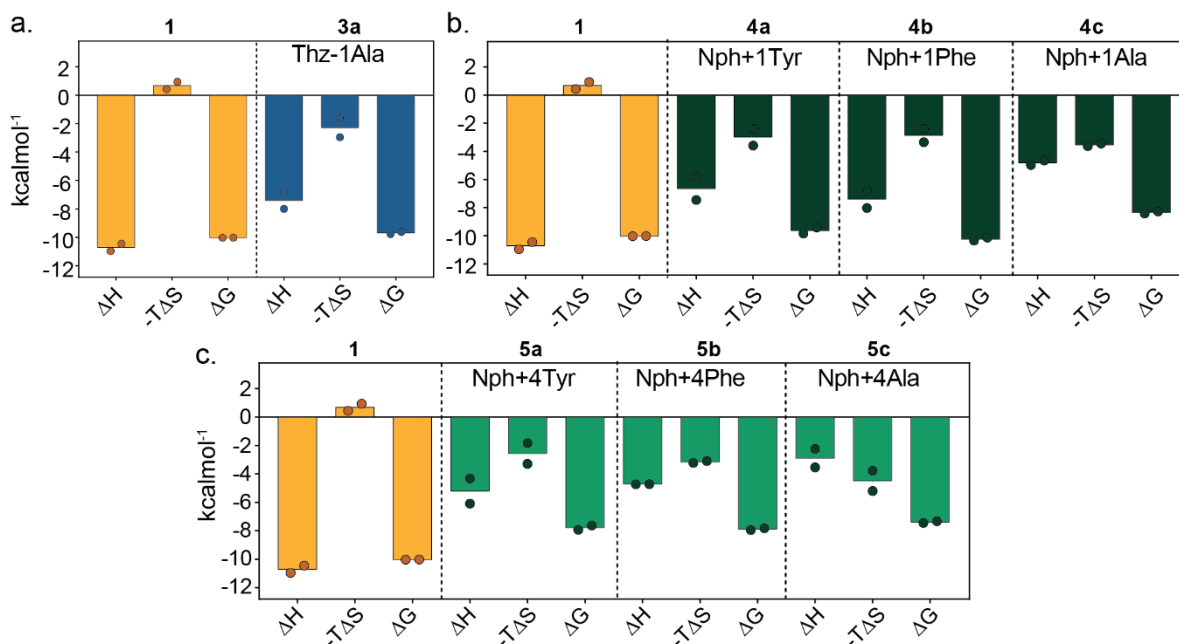 a.
1
3a
Thz-1Ala
kcalmol-1
2
0
-2
-4
-6
-8
-10
-12
ΔH
-TΔS
ΔG
ΔH
-TΔS
ΔG
b.
1
4a
4b
4c
Nph+1Tyr
Nph+1Phe
Nph+1Ala
2
0
-2
-4
-6
-8
-10
-12
ΔH
-TΔS
ΔG
ΔH
-TΔS
ΔG
ΔH
-TΔS
ΔG
ΔH
-TΔS
ΔG
c.
1
5a
5b
5c
Nph+4Tyr
Nph+4Phe
Nph+4Ala
kcalmol-1
2
0
-2
-4
-6
-8
-10
-12
ΔH
-TΔS
ΔG
ΔH
-TΔS
ΔG
ΔH
-TΔS
ΔG
ΔH
-TΔS
ΔG